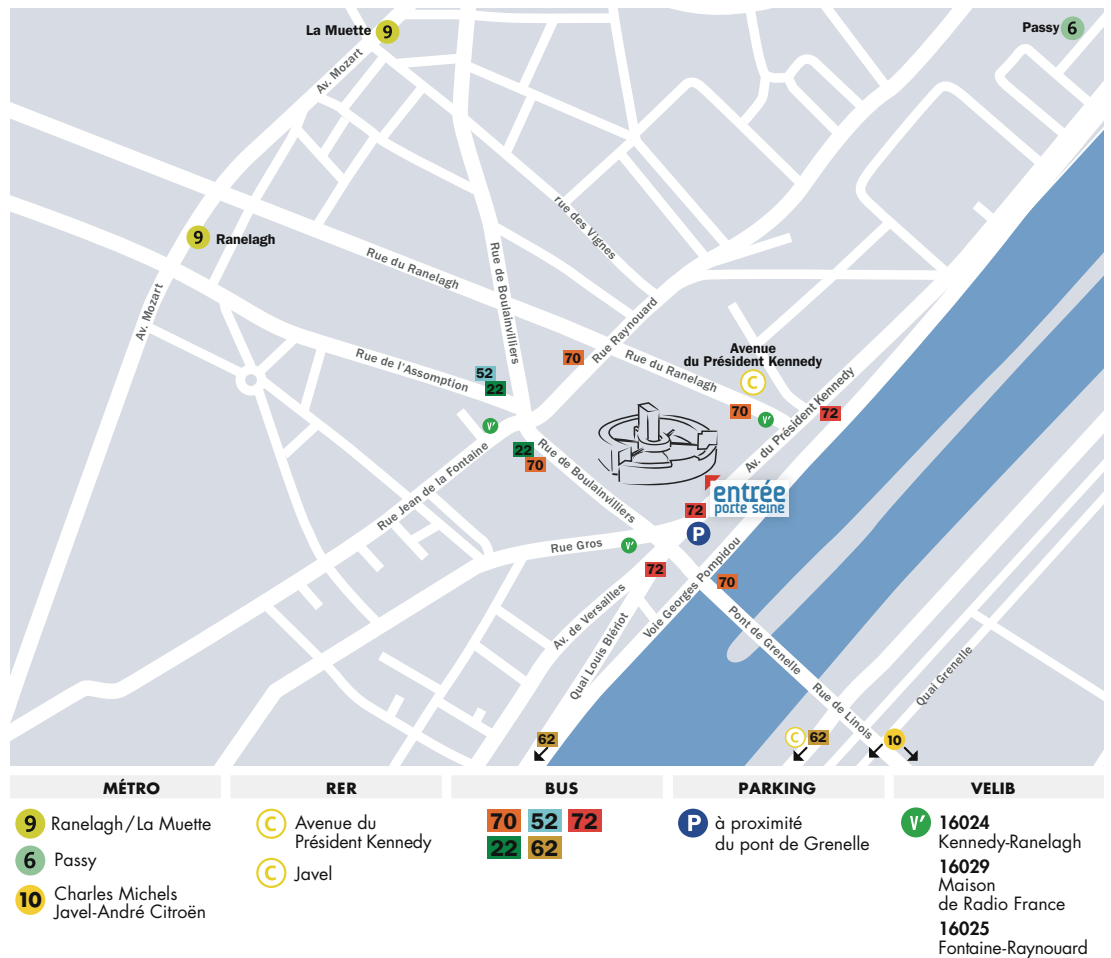 La Muette 9
Passy 6
Av. Mozart
9 Ranelagh
rue des Vignes
Rue du Ranelagh
Rue de Boulainvilliers
Av. Mozart
Rue Raynouard
Rue de l'Assomption
52
22
70
Rue du Ranelagh
Avenue
du Président Kennedy
C
70
V'
72
Av. du Président Kennedy
V'
22
70
Rue Jean de la Fontaine
Rue de Boulainvilliers
entrée
porte seine
72
P
Rue Gros
V'
72
Voie Georges Pompidou
70
Av. de Versailles
Quai Louis Blériot
Pont de Grenelle
Rue de Linois
Quai Grenelle
62
C 62
10
MÉTRO
9 Ranelagh/La Muette
6 Passy
10 Charles Michels
Javel-André Citroën
RER
C Avenue du
Président Kennedy
C Javel
BUS
70 52 72
22 62
PARKING
P à proximité
du pont de Grenelle
VELIB
V' 16024
Kennedy-Ranelagh
16029
Maison
de Radio France
16025
Fontaine-Raynouard